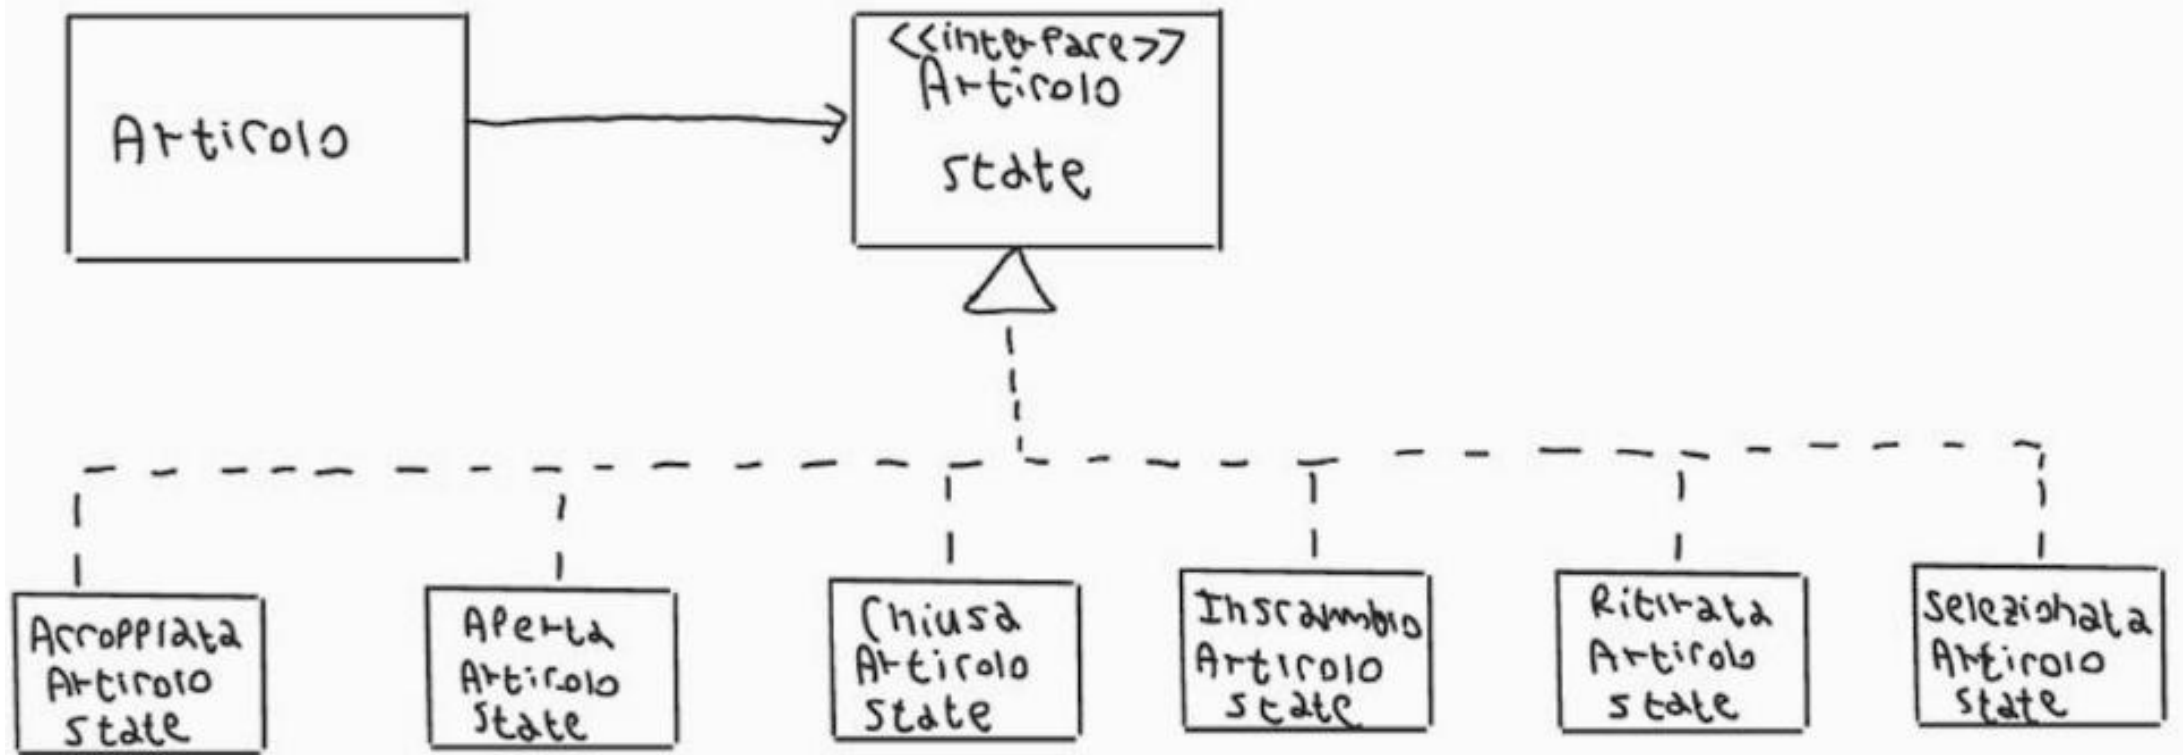 Articolo
<<interface>>
Articolo
state
Accoppiata
Articolo
state
Aperta
Articolo
state
Chiusa
Articolo
state
Inscambio
Articolo
state
Ritirata
Articolo
state
Selezionata
Articolo
state